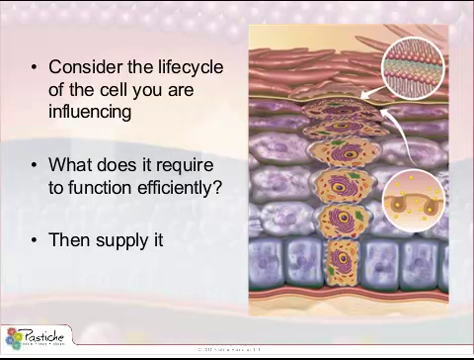 • Consider the lifecycle
of the cell you are
influencing
• What does it require
to function efficiently?
• Then supply it
Pastiche